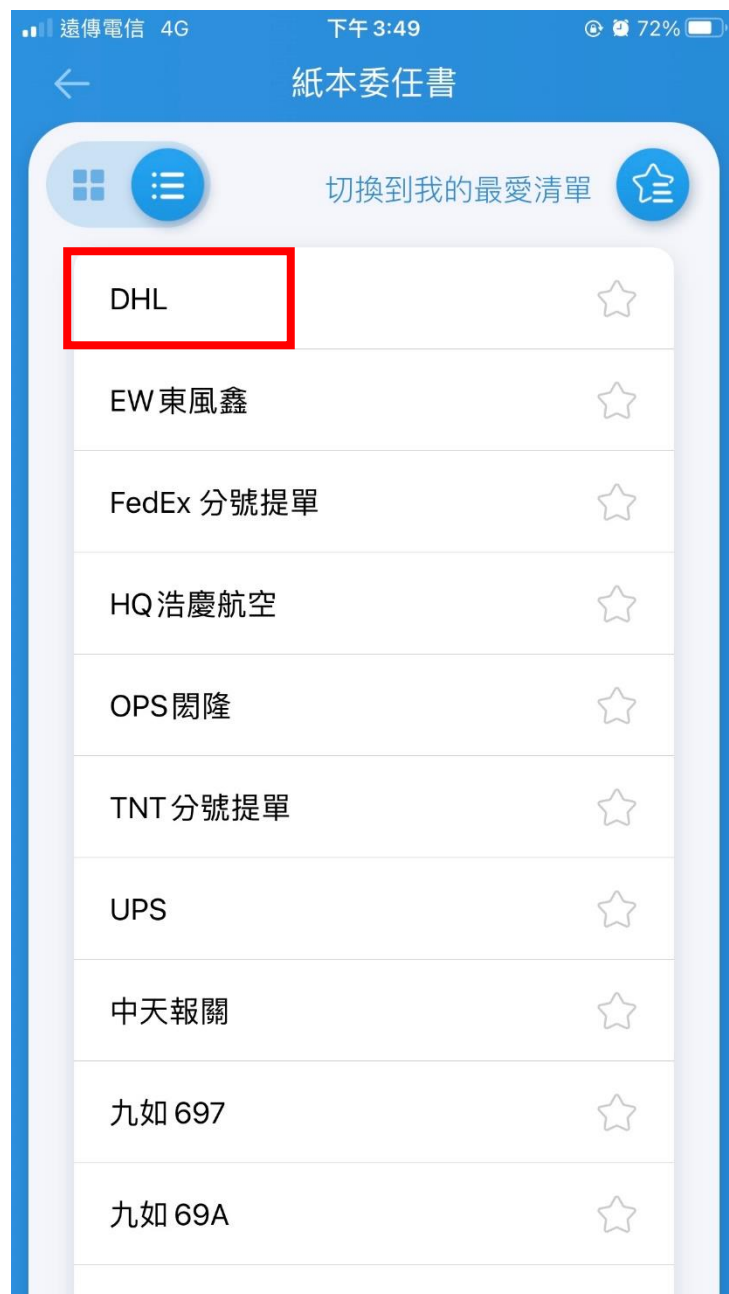 遠傳電信 4G 下午3:49 72%
紙本委任書
切換到我的最愛清單
DHL
EW東風鑫
FedEx 分號提單
HQ浩慶航空
OPS閎隆
TNT分號提單
UPS
中天報關
九如697
九如69A